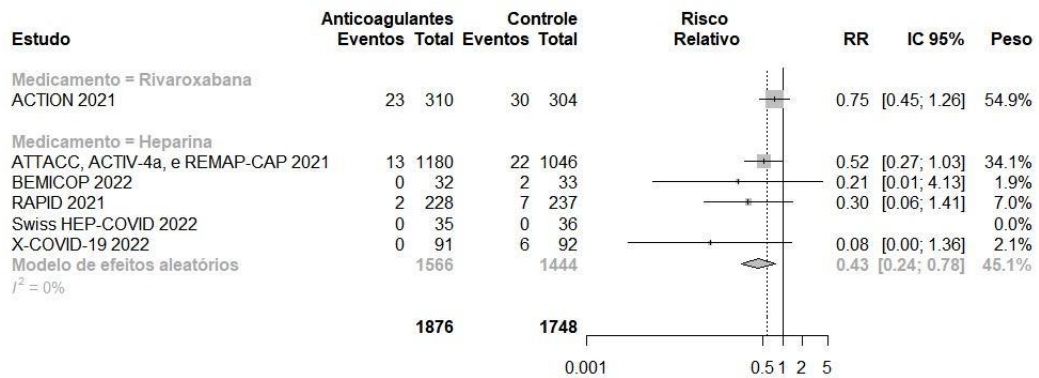 Anticoagulantes Controle Risco
Estudo Eventos Total Eventos Total Relativo RR IC 95% Peso
Medicamento = Rivaroxabana
ACTION 2021 23 310 30 304 0.75 [0.45; 1.26] 54.9%
Medicamento = Heparina
ATTACC, ACTIV-4a, e REMAP-CAP 2021 13 1180 22 1046 0.52 [0.27; 1.03] 34.1%
BEMICOP 2022 0 32 2 33 0.21 [0.01; 4.13] 1.9%
RAPID 2021 2 228 7 237 0.30 [0.06; 1.41] 7.0%
Swiss HEP-COVID 2022 0 35 0 36 0.0%
X-COVID-19 2022 0 91 6 92 0.08 [0.00; 1.36] 2.1%
Modelo de efeitos aleatórios 1566 1444 0.43 [0.24; 0.78] 45.1%
I² = 0%
1876 1748
0.001 0.5 1 2 5